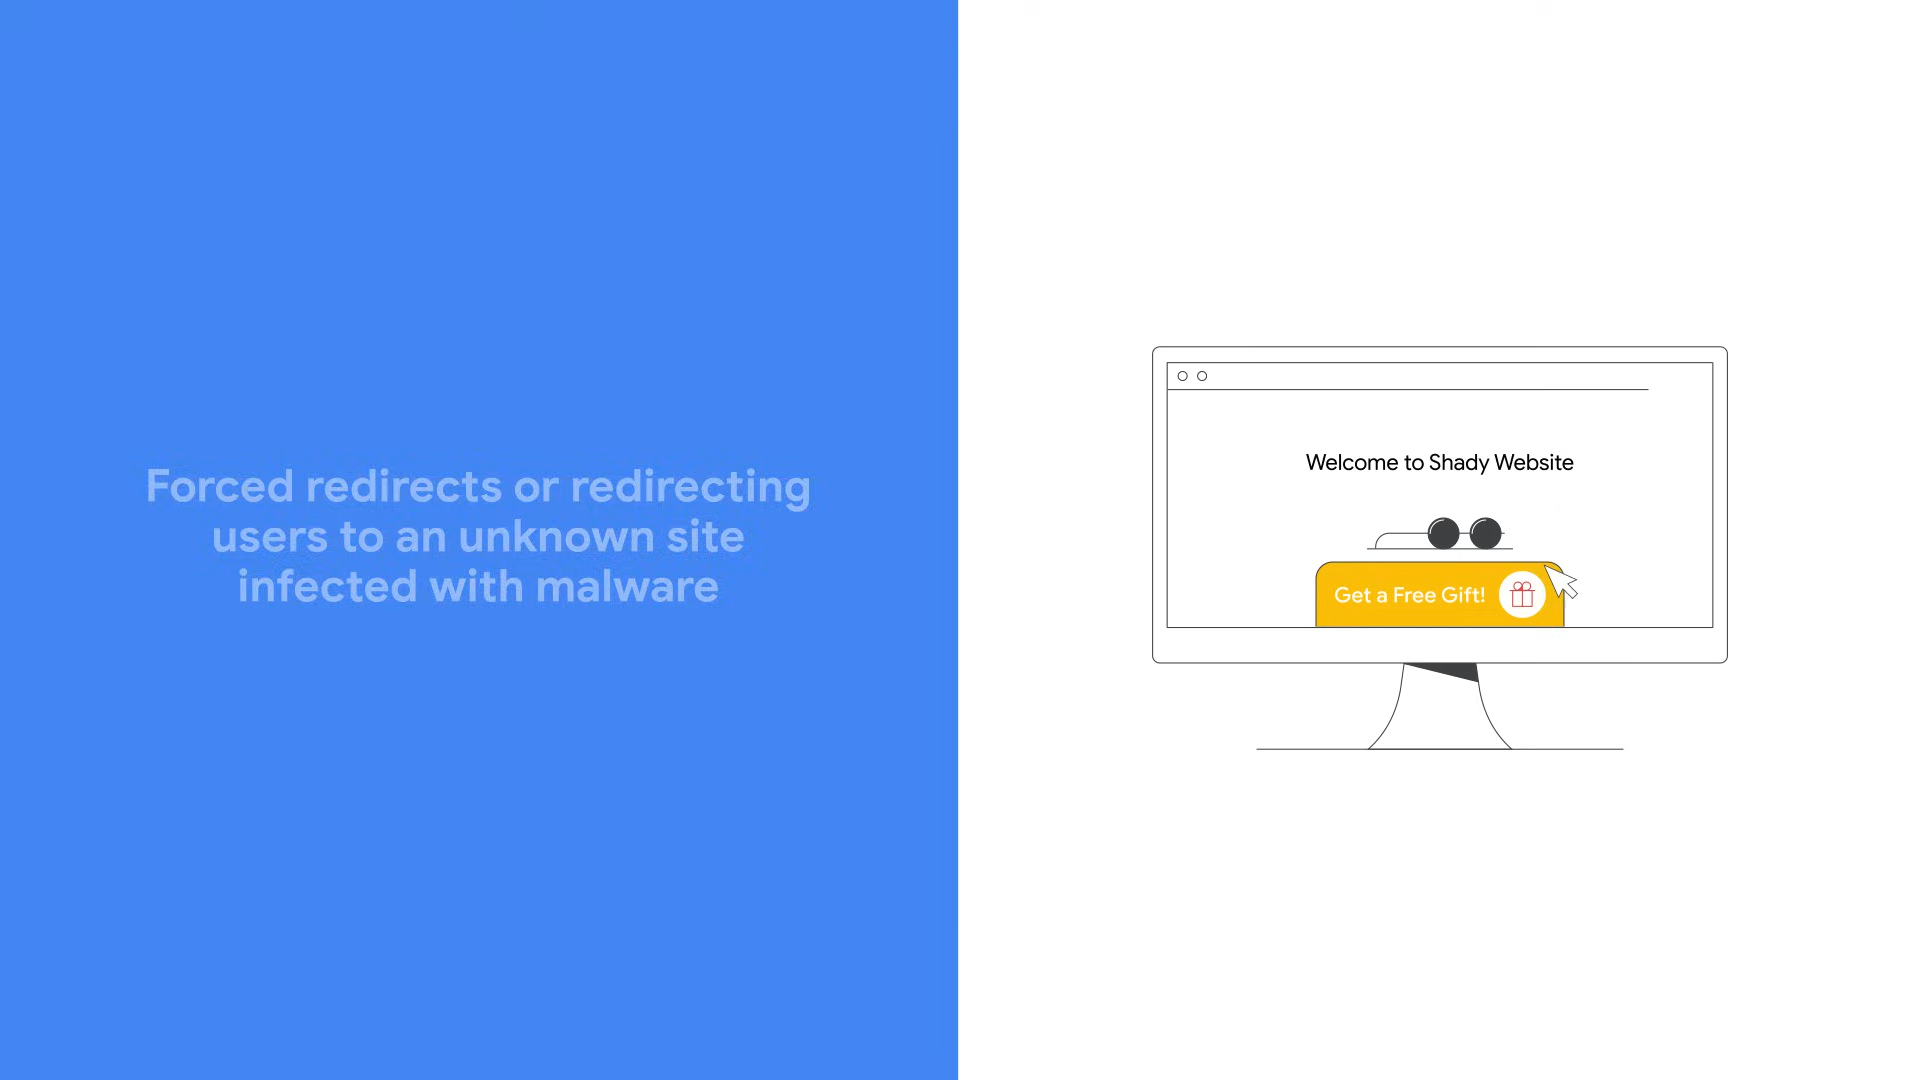 Forced redirects or redirecting
users to an unknown site
infected with malware
Welcome to Shady Website
Get a Free Gift!